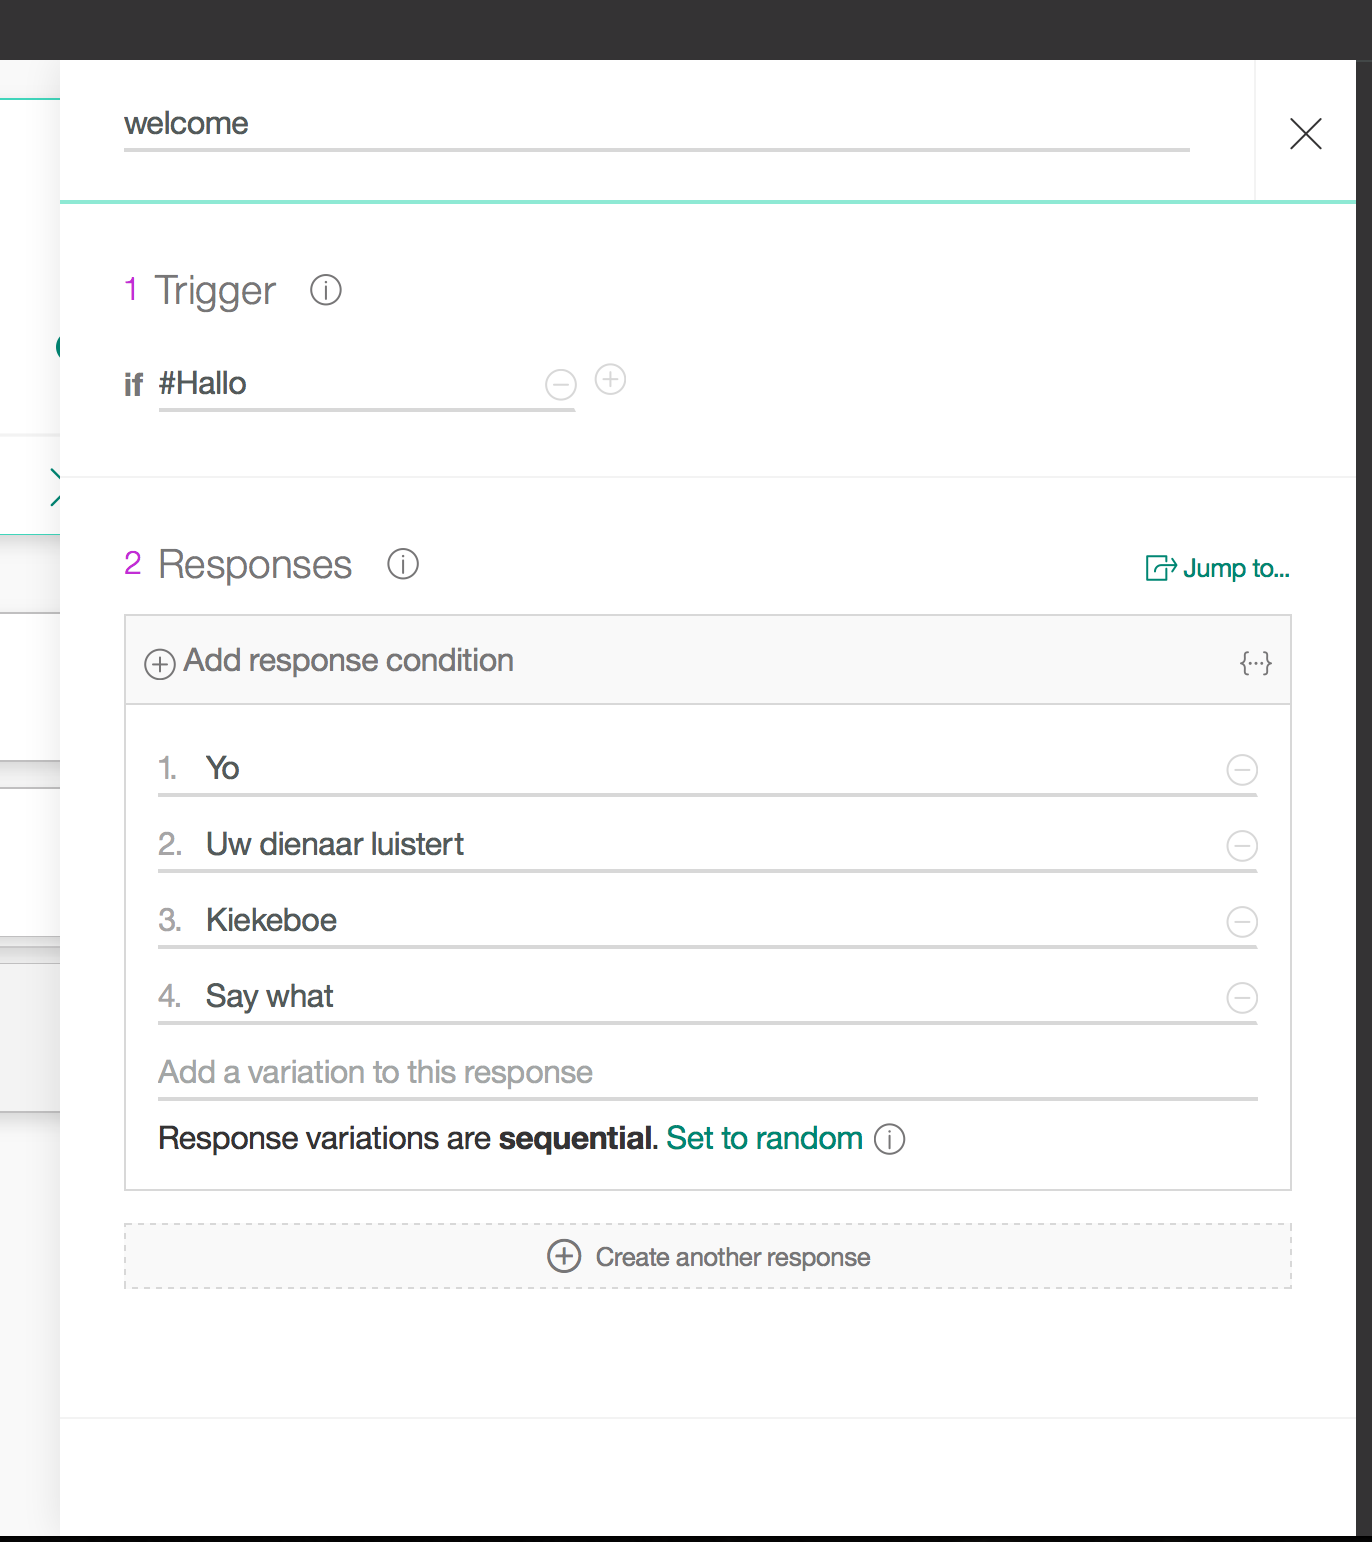 welcome
1 Trigger
if #Hallo
2 Responses
Jump to...
Add response condition
{...}
1. Yo
2. Uw dienaar luistert
3. Kiekeboe
4. Say what
Add a variation to this response
Response variations are sequential. Set to random
Create another response